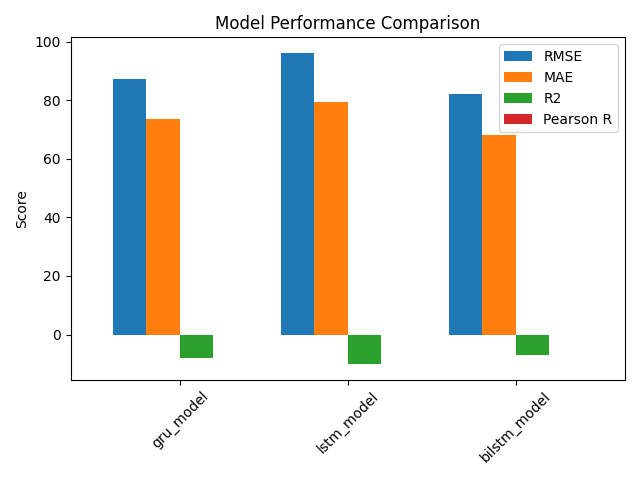 Model Performance Comparison
100
80
60
40
20
0
Score
RMSE
MAE
R2
Pearson R
gru_model
lstm_model
bilstm_model